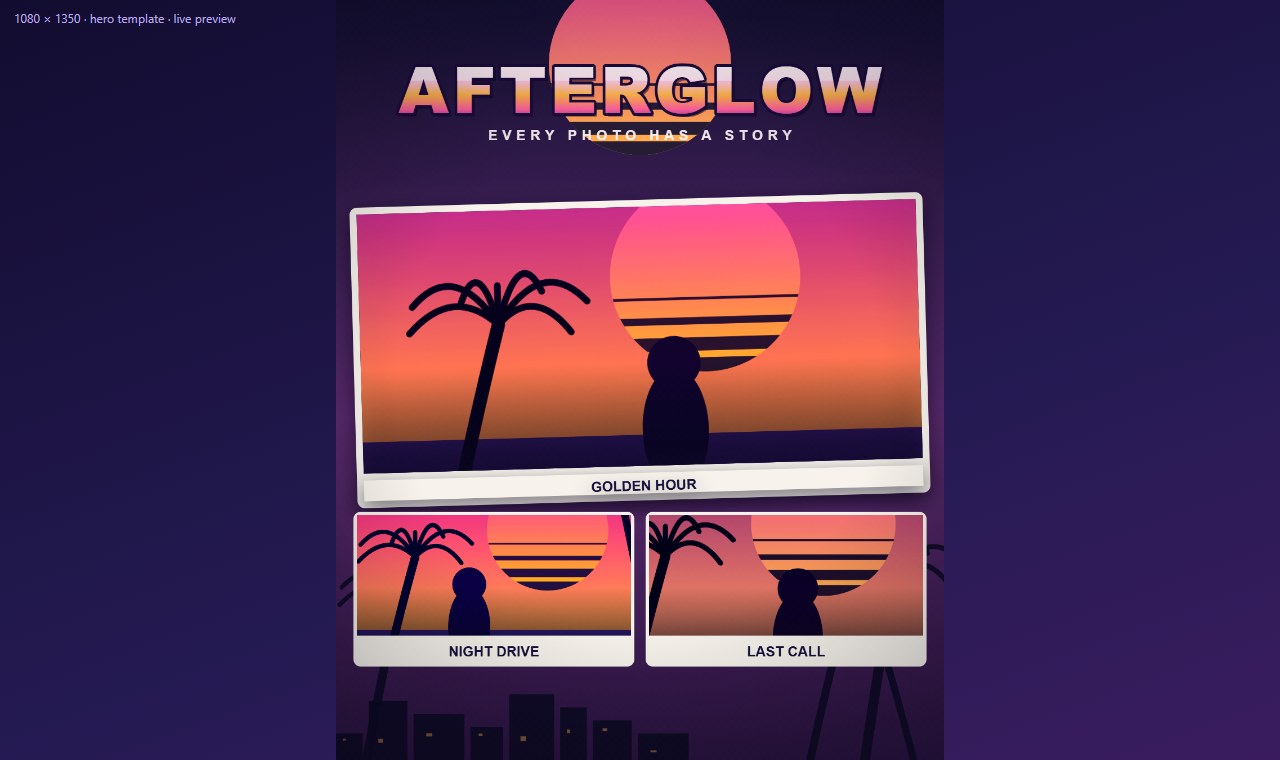 1080 × 1350 · hero template · live preview
AFTERGLOW
EVERY PHOTO HAS A STORY
GOLDEN HOUR
NIGHT DRIVE
LAST CALL